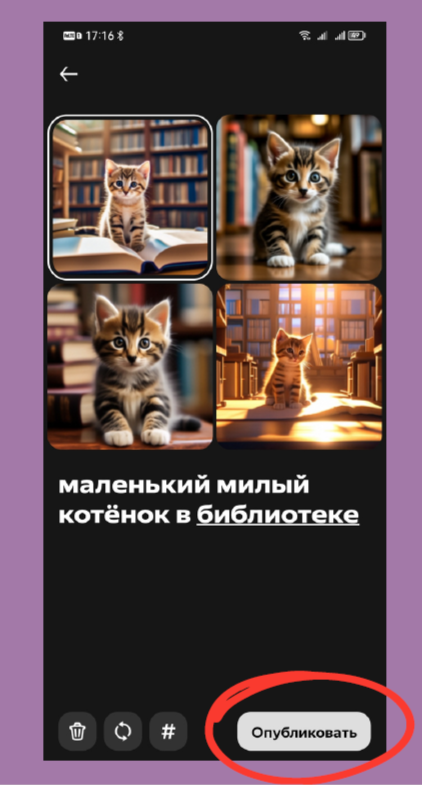 17:16
маленький милый
котёнок в библиотеке
#
Опубликовать